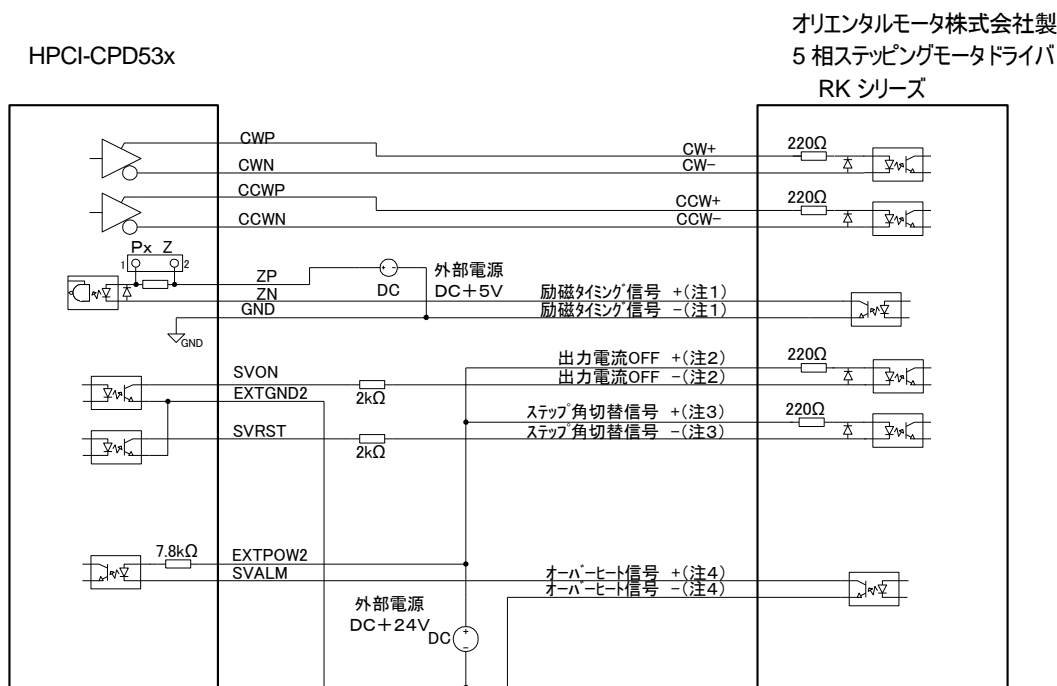 オリエンタルモータ株式会社製
HPCI-CPD53x
5 相ステッピングモータドライバ
RK シリーズ
CWP
CW+
220Ω
CWN
CW-
CCWP
CCW+
220Ω
CCWN
CCW-
Px Z
1
2
ZP
DC
外部電源
DC+5V
ZN
励磁タイミング信号 +(注1)
GND
励磁タイミング信号 -(注1)
GND
出力電流OFF +(注2)
220Ω
SVON
2kΩ
出力電流OFF -(注2)
EXTGND2
ステップ角切替信号 +(注3)
220Ω
SVRST
2kΩ
ステップ角切替信号 -(注3)
7.8kΩ
EXTPOW2
SVALM
オーバーヒート信号 +(注4)
オーバーヒート信号 -(注4)
外部電源
DC+24V
DC
+
-